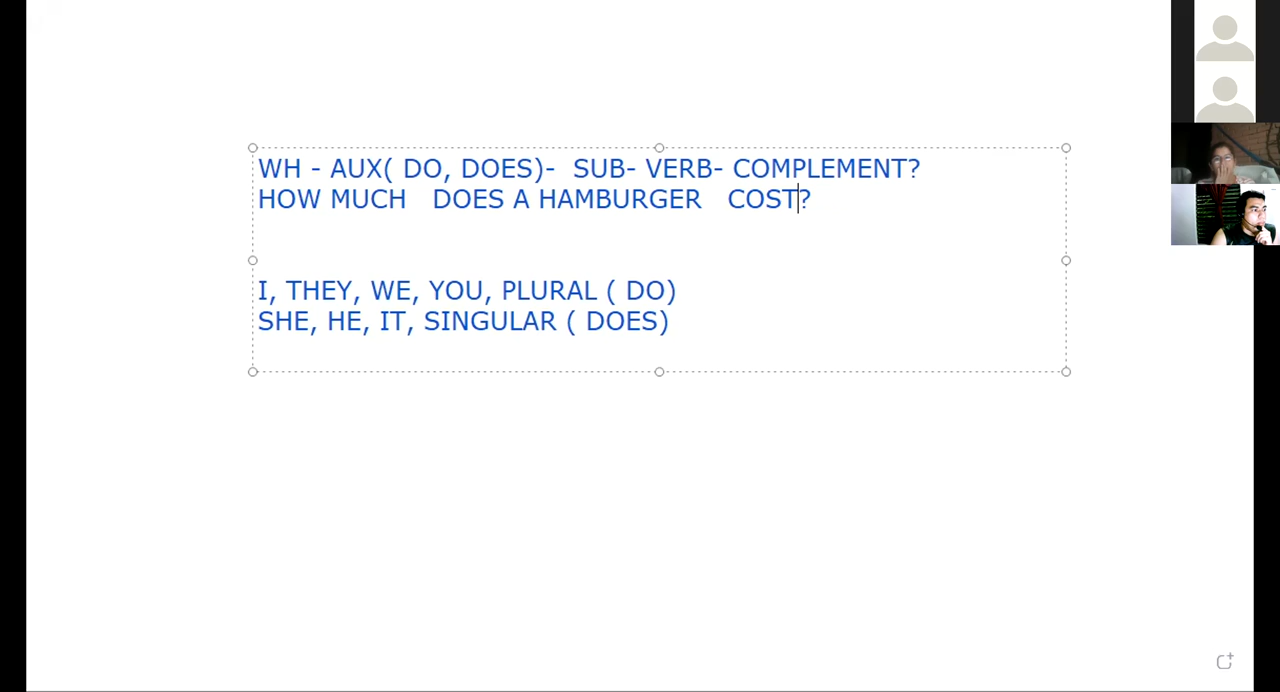 WH - AUX( DO, DOES)-  SUB- VERB- COMPLEMENT?
HOW MUCH   DOES A HAMBURGER   COST?
I, THEY, WE, YOU, PLURAL ( DO)
SHE, HE, IT, SINGULAR ( DOES)